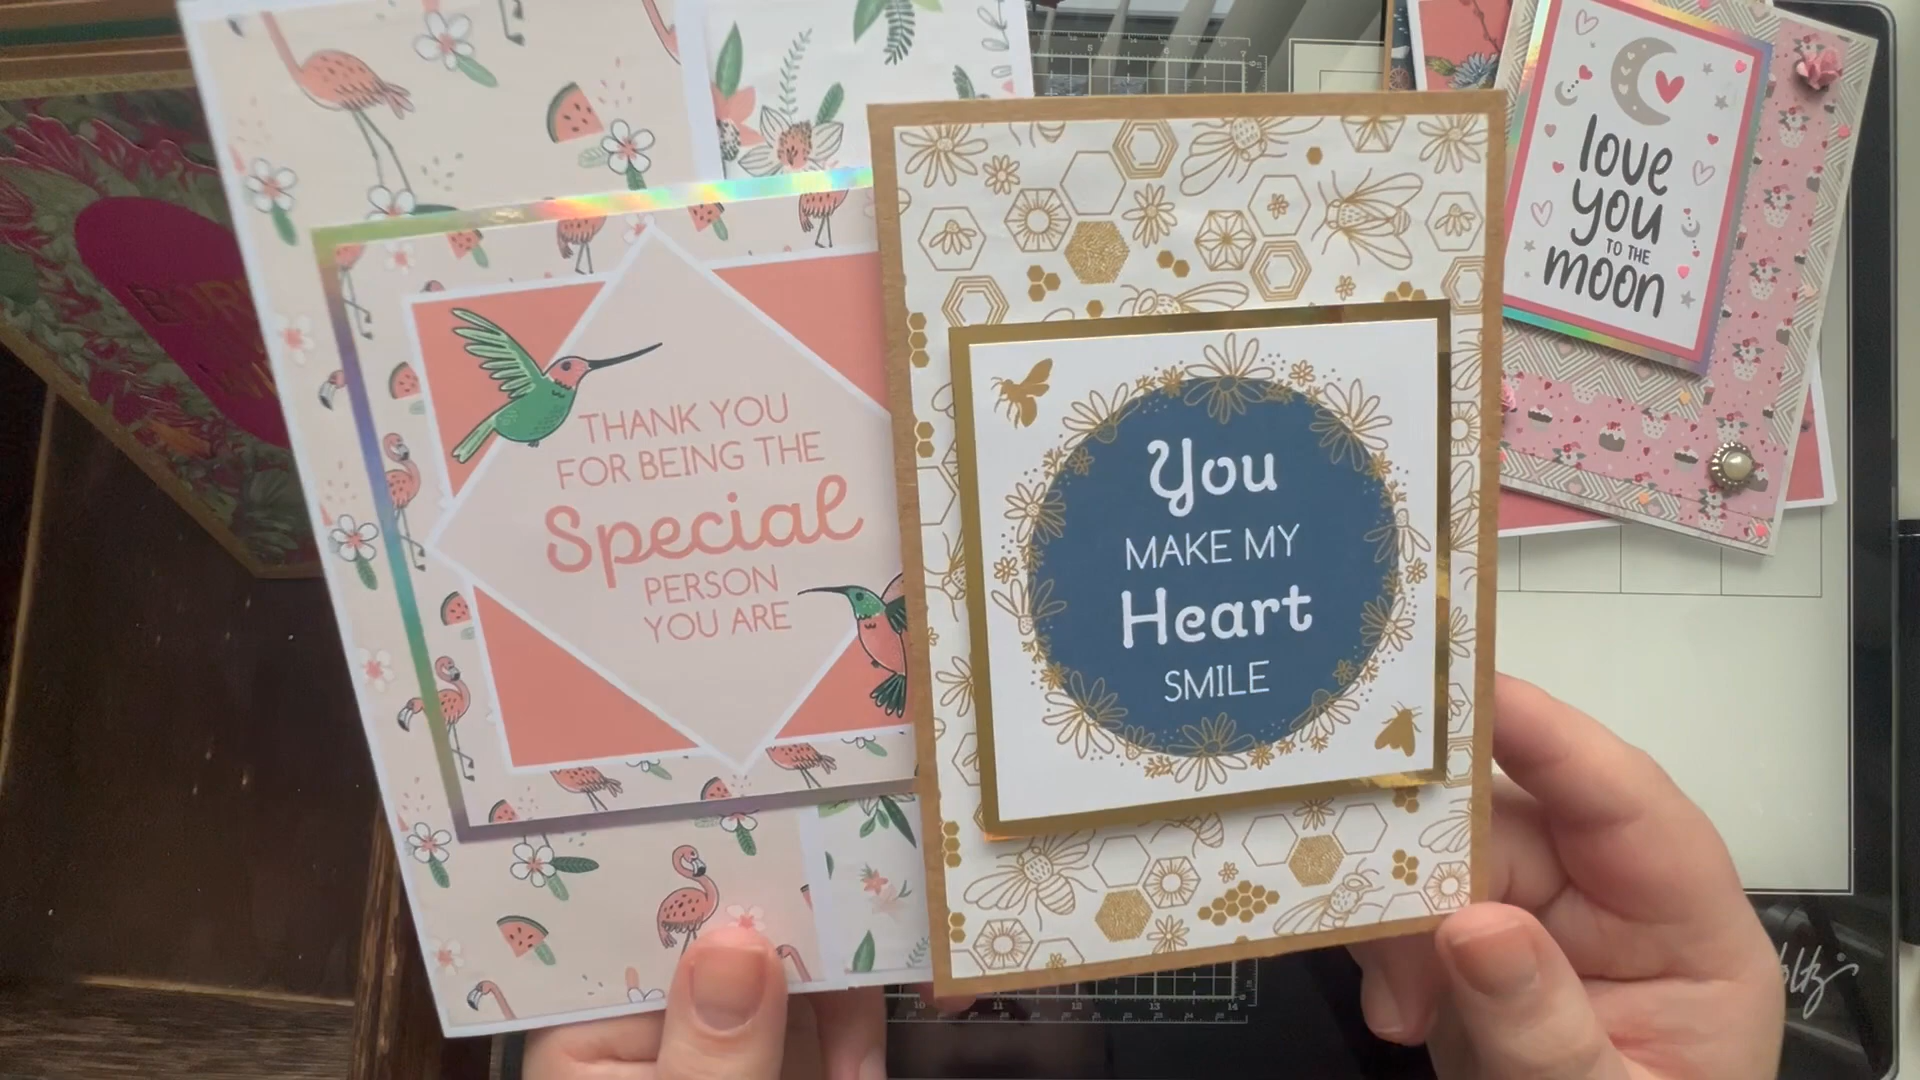 THANK YOU
FOR BEING THE
Special
PERSON
YOU ARE
You
MAKE MY
Heart
SMILE
love
you
TO THE
moon